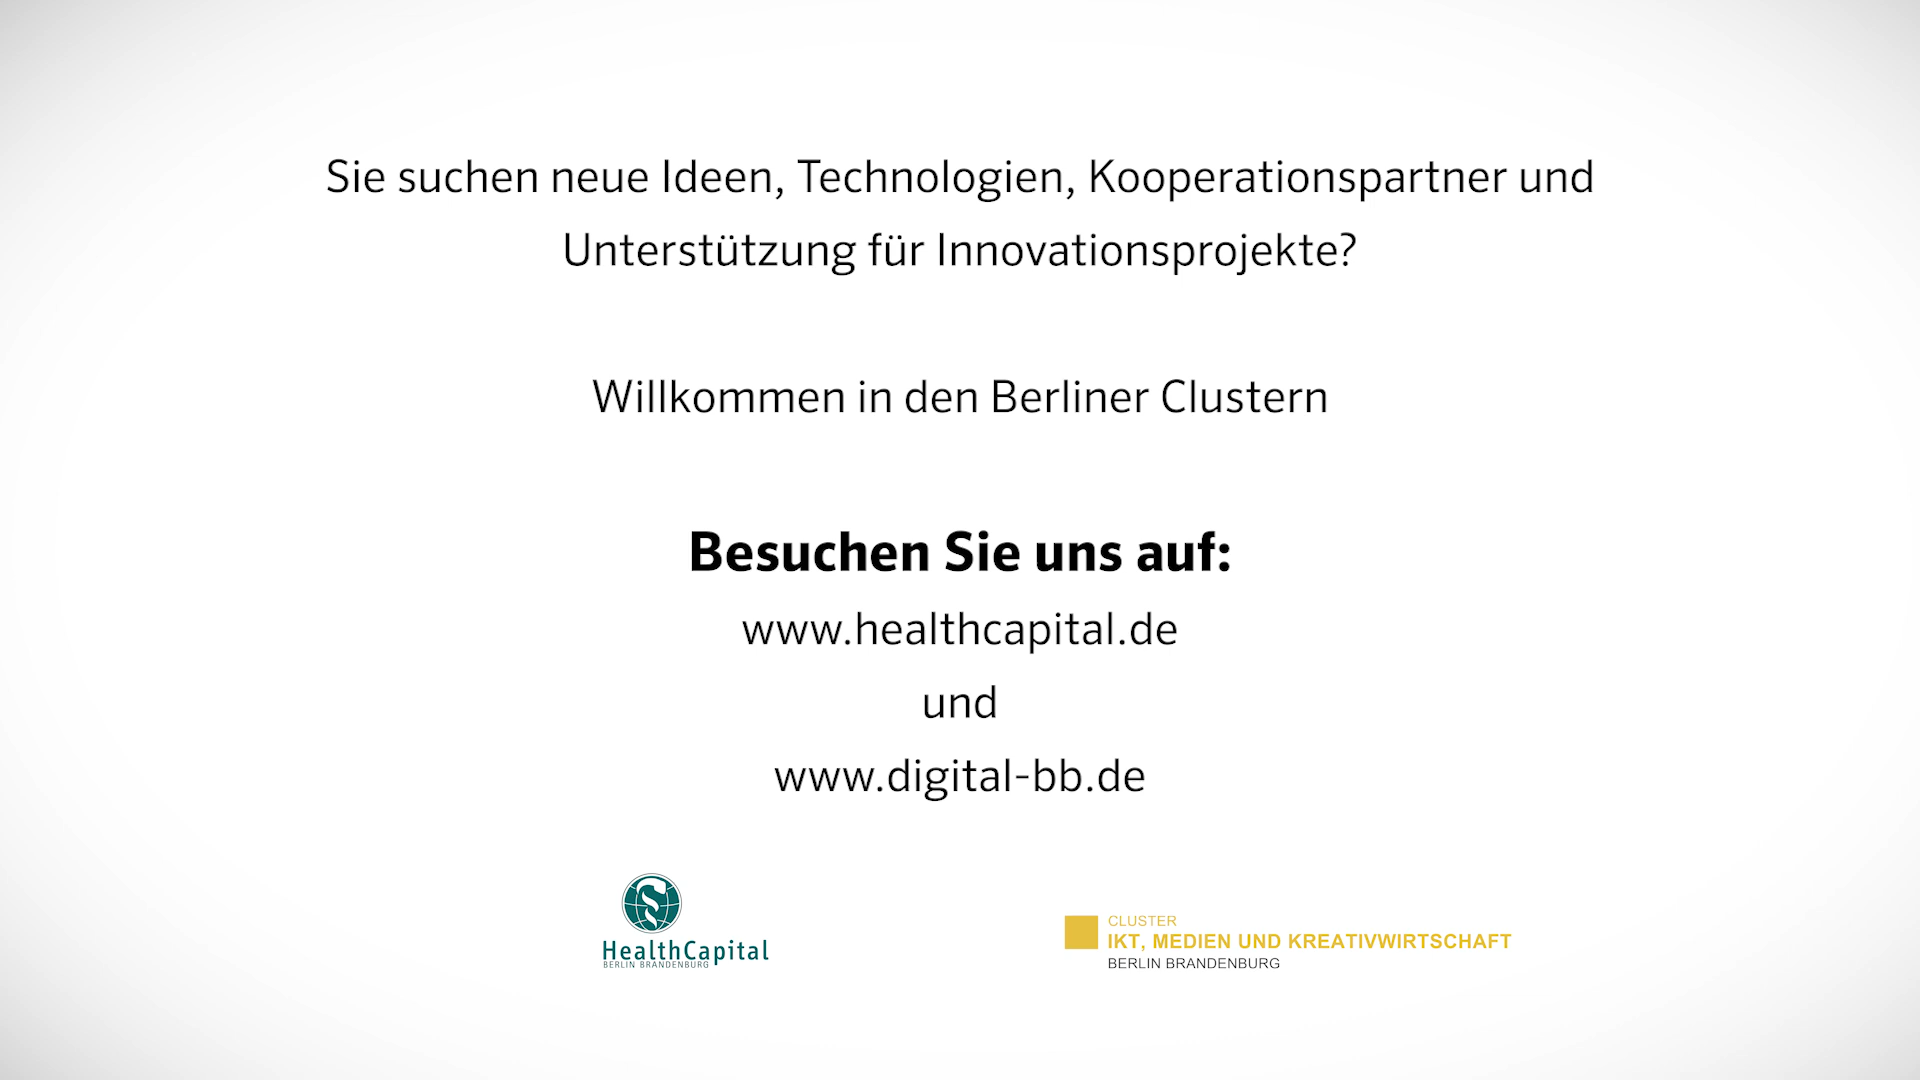 Sie suchen neue Ideen, Technologien, Kooperationspartner und
Unterstützung für Innovationsprojekte?
Willkommen in den Berliner Clustern
Besuchen Sie uns auf:
www.healthcapital.de
und
www.digital-bb.de
HealthCapital
BERLIN BRANDENBURG
CLUSTER
IKT, MEDIEN UND KREATIVWIRTSCHAFT
BERLIN BRANDENBURG